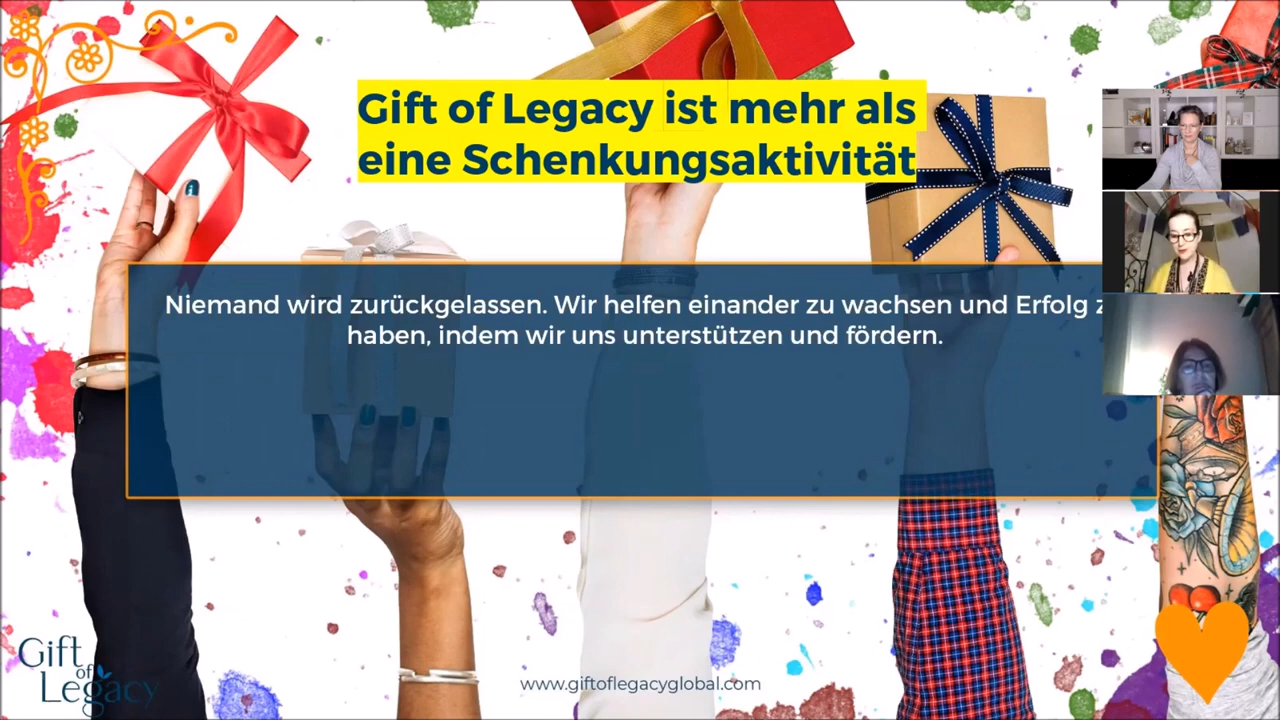 Gift of Legacy ist mehr als
eine Schenkungsaktivität
Niemand wird zurückgelassen. Wir helfen einander zu wachsen und Erfolg z
haben, indem wir uns unterstützen und fördern.
Gift
of
Legacy
www.giftoflegacyglobal.com